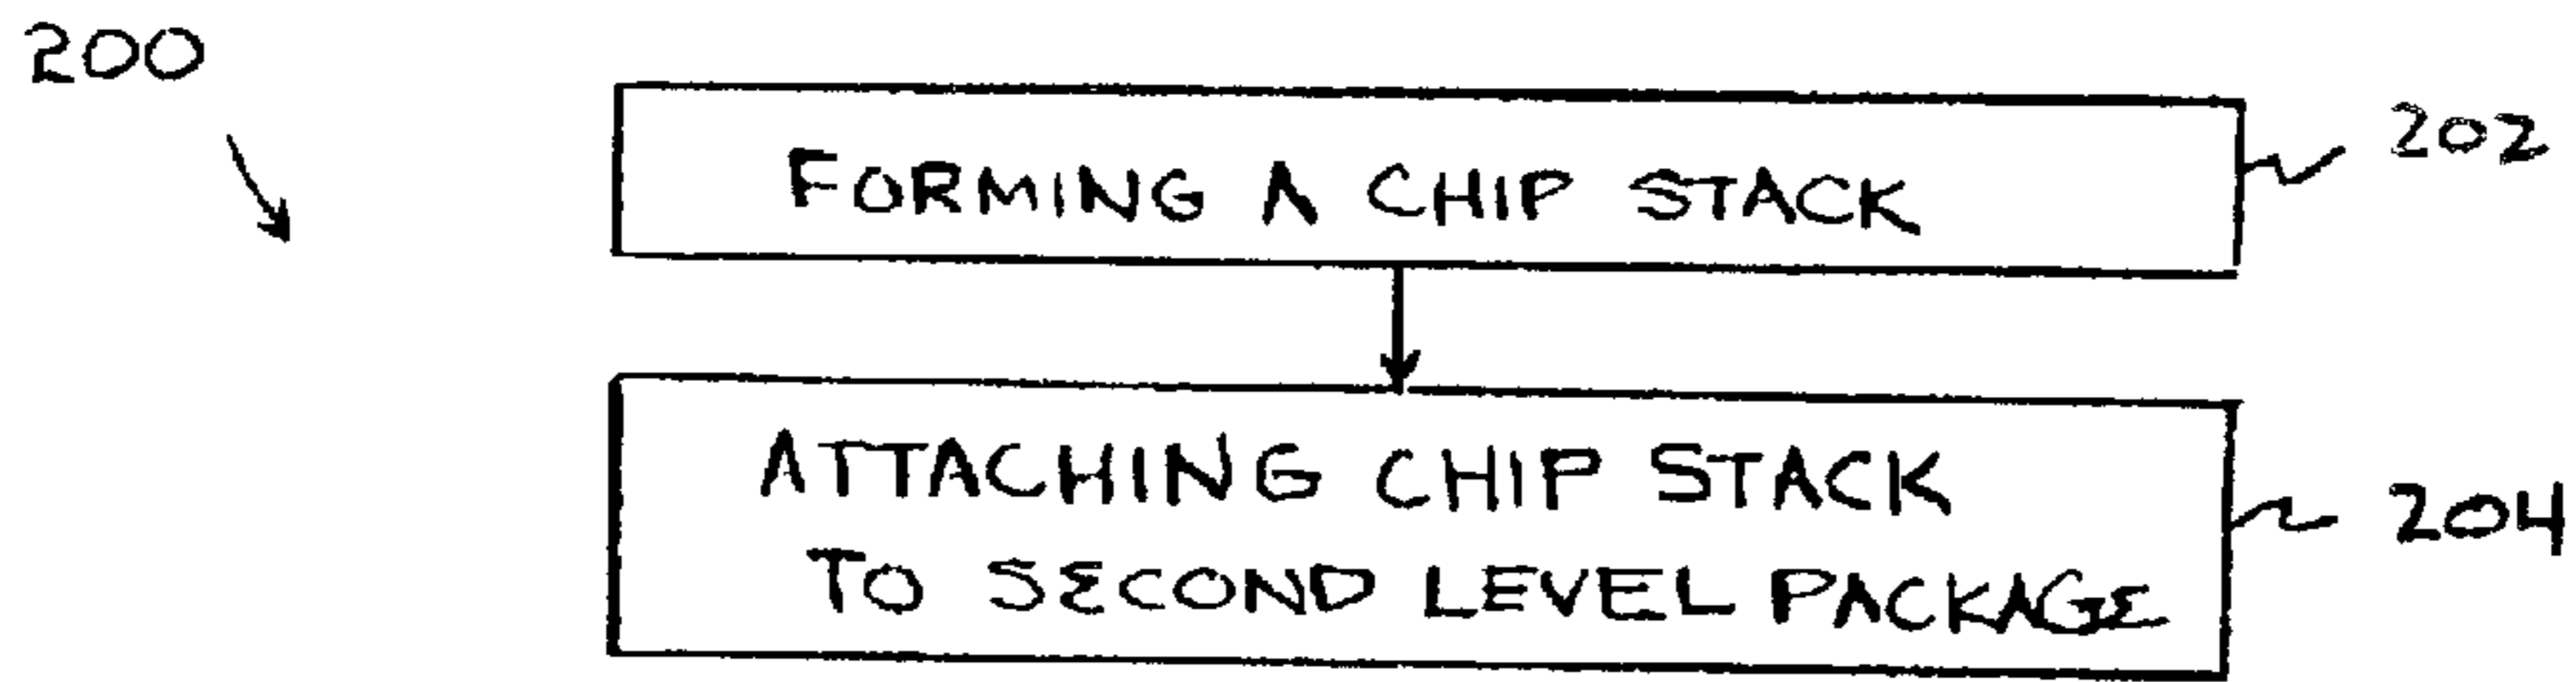 200
FORMING A CHIP STACK
202
ATTACHING CHIP STACK
TO SECOND LEVEL PACKAGE
204